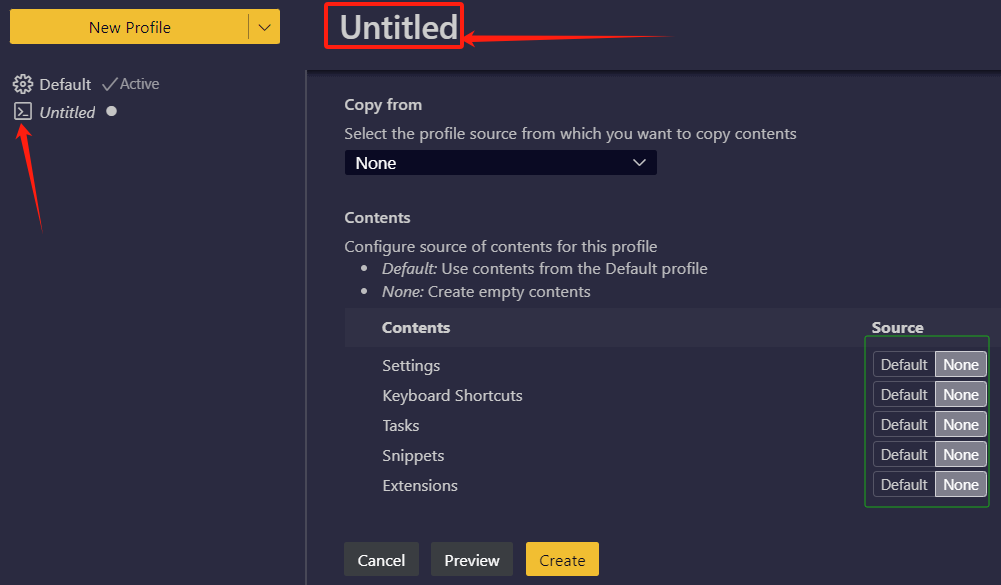 New Profile
Untitled
Default Active
Untitled
Copy from
Select the profile source from which you want to copy contents
None
Contents
Configure source of contents for this profile
Default: Use contents from the Default profile
None: Create empty contents
Contents Source
Settings Default None
Keyboard Shortcuts Default None
Tasks Default None
Snippets Default None
Extensions Default None
Cancel Preview Create